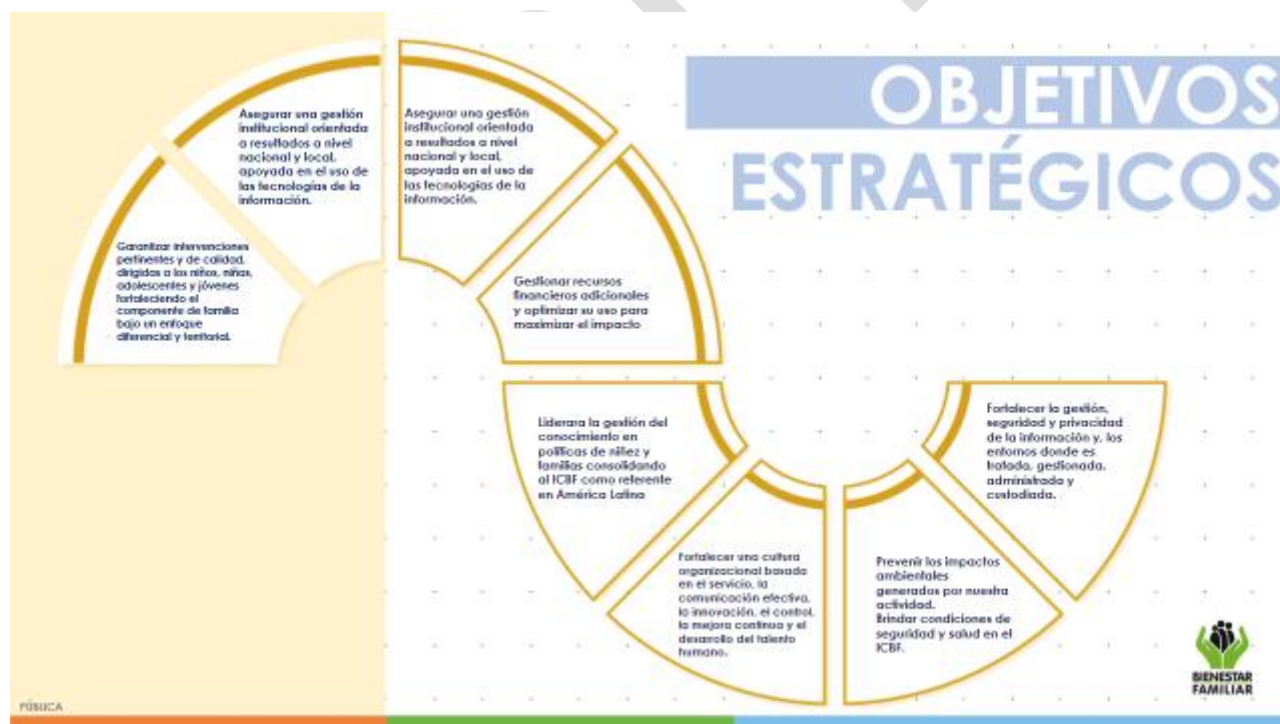 OBJETIVOS
ESTRATÉGICOS
Garantizar intervenciones
pertinentes y de calidad,
dirigidas a los niños, niñas,
adolescentes y jóvenes
fortaleciendo el
componente de familia
bajo un enfoque
diferencial y territorial.
Asegurar una gestión
institucional orientada
a resultados a nivel
nacional y local,
apoyada en el uso de
las tecnologías de la
información.
Asegurar una gestión
institucional orientada
a resultados a nivel
nacional y local,
apoyada en el uso de
las tecnologías de la
información.
Gestionar recursos
financieros adicionales
y optimizar su uso para
maximizar el impacto
Liderara la gestión del
conocimiento en
políticas de niñez y
familias consolidando
al ICBF como referente
en América Latina
Fortalecer una cultura
organizacional basada
en el servicio, la
comunicación efectiva,
la innovación, el control,
la mejora continua y el
desarrollo del talento
humano.
Prevenir los impactos
ambientales
generados por nuestra
actividad.
Brindar condiciones de
seguridad y salud en el
ICBF.
Fortalecer la gestión,
seguridad y privacidad
de la información y, los
entornos donde es
tratada, gestionada,
administrada y
custodiada.
BIENESTAR
FAMILIAR
PÚBLICA